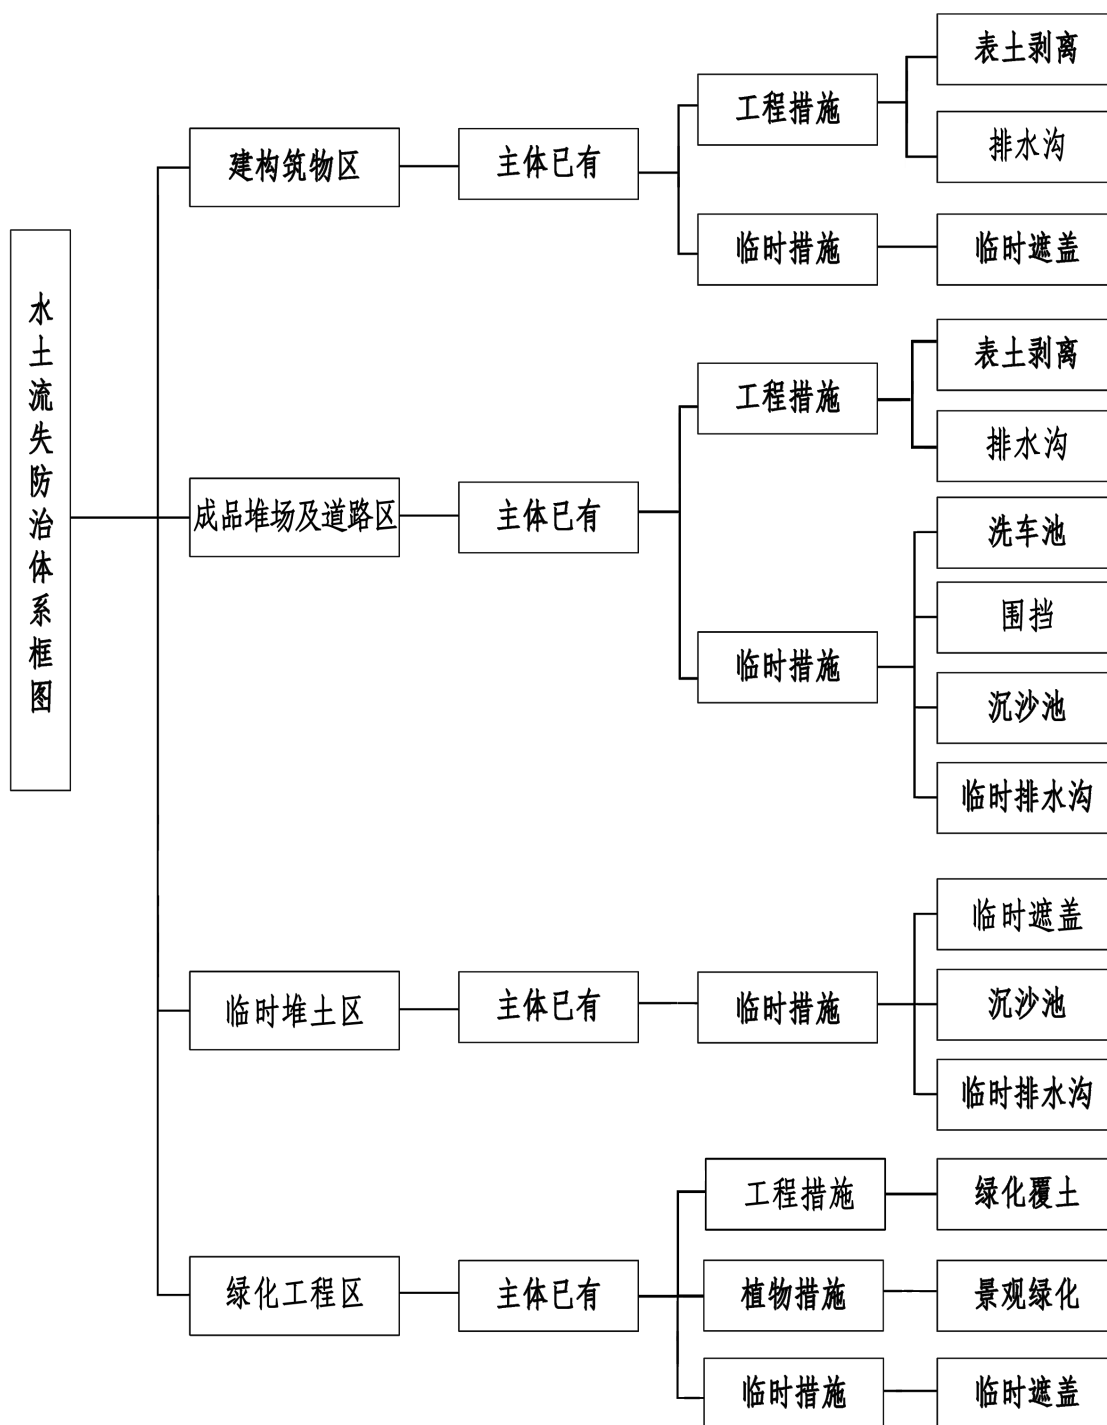 水土流失防治体系框图
建构筑物区
主体已有
工程措施
表土剥离
排水沟
临时措施
临时遮盖
成品堆场及道路区
主体已有
工程措施
表土剥离
排水沟
临时措施
洗车池
围挡
沉沙池
临时排水沟
临时堆土区
主体已有
临时措施
临时遮盖
沉沙池
临时排水沟
绿化工程区
主体已有
工程措施
绿化覆土
植物措施
景观绿化
临时措施
临时遮盖